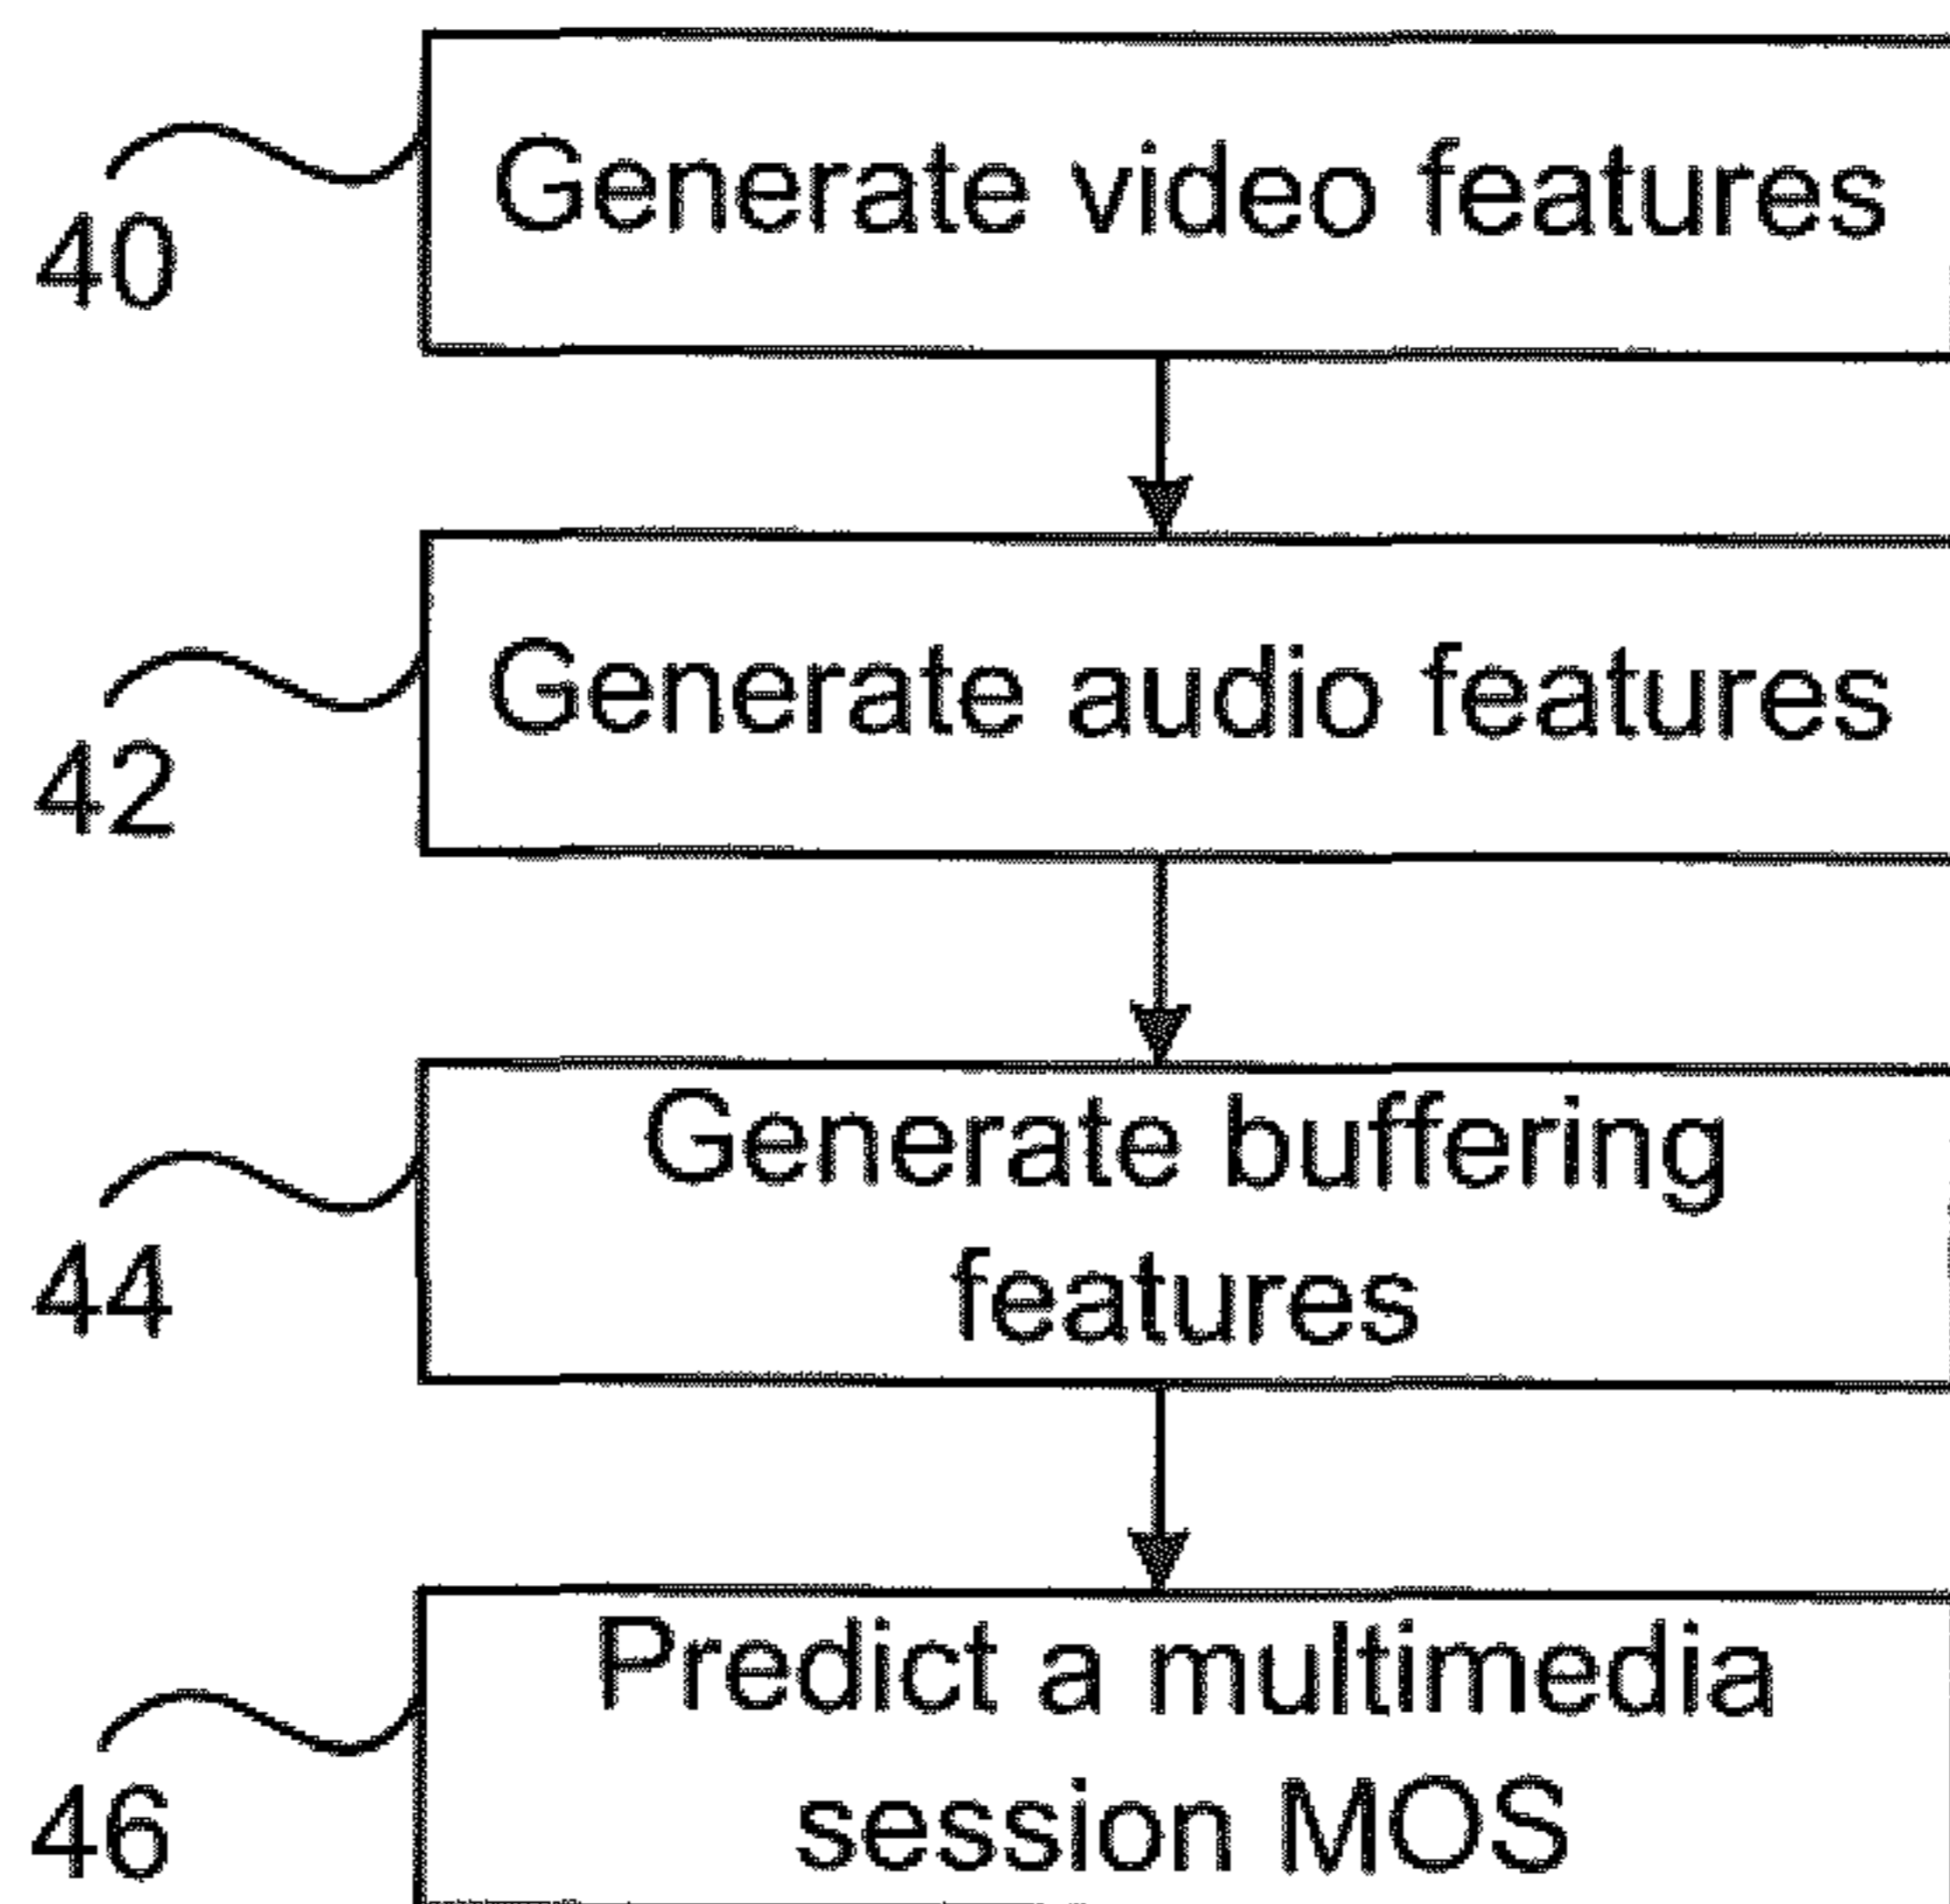 Generate video features
40
Generate audio features
42
Generate buffering
features
44
Predict a multimedia
session MOS
46